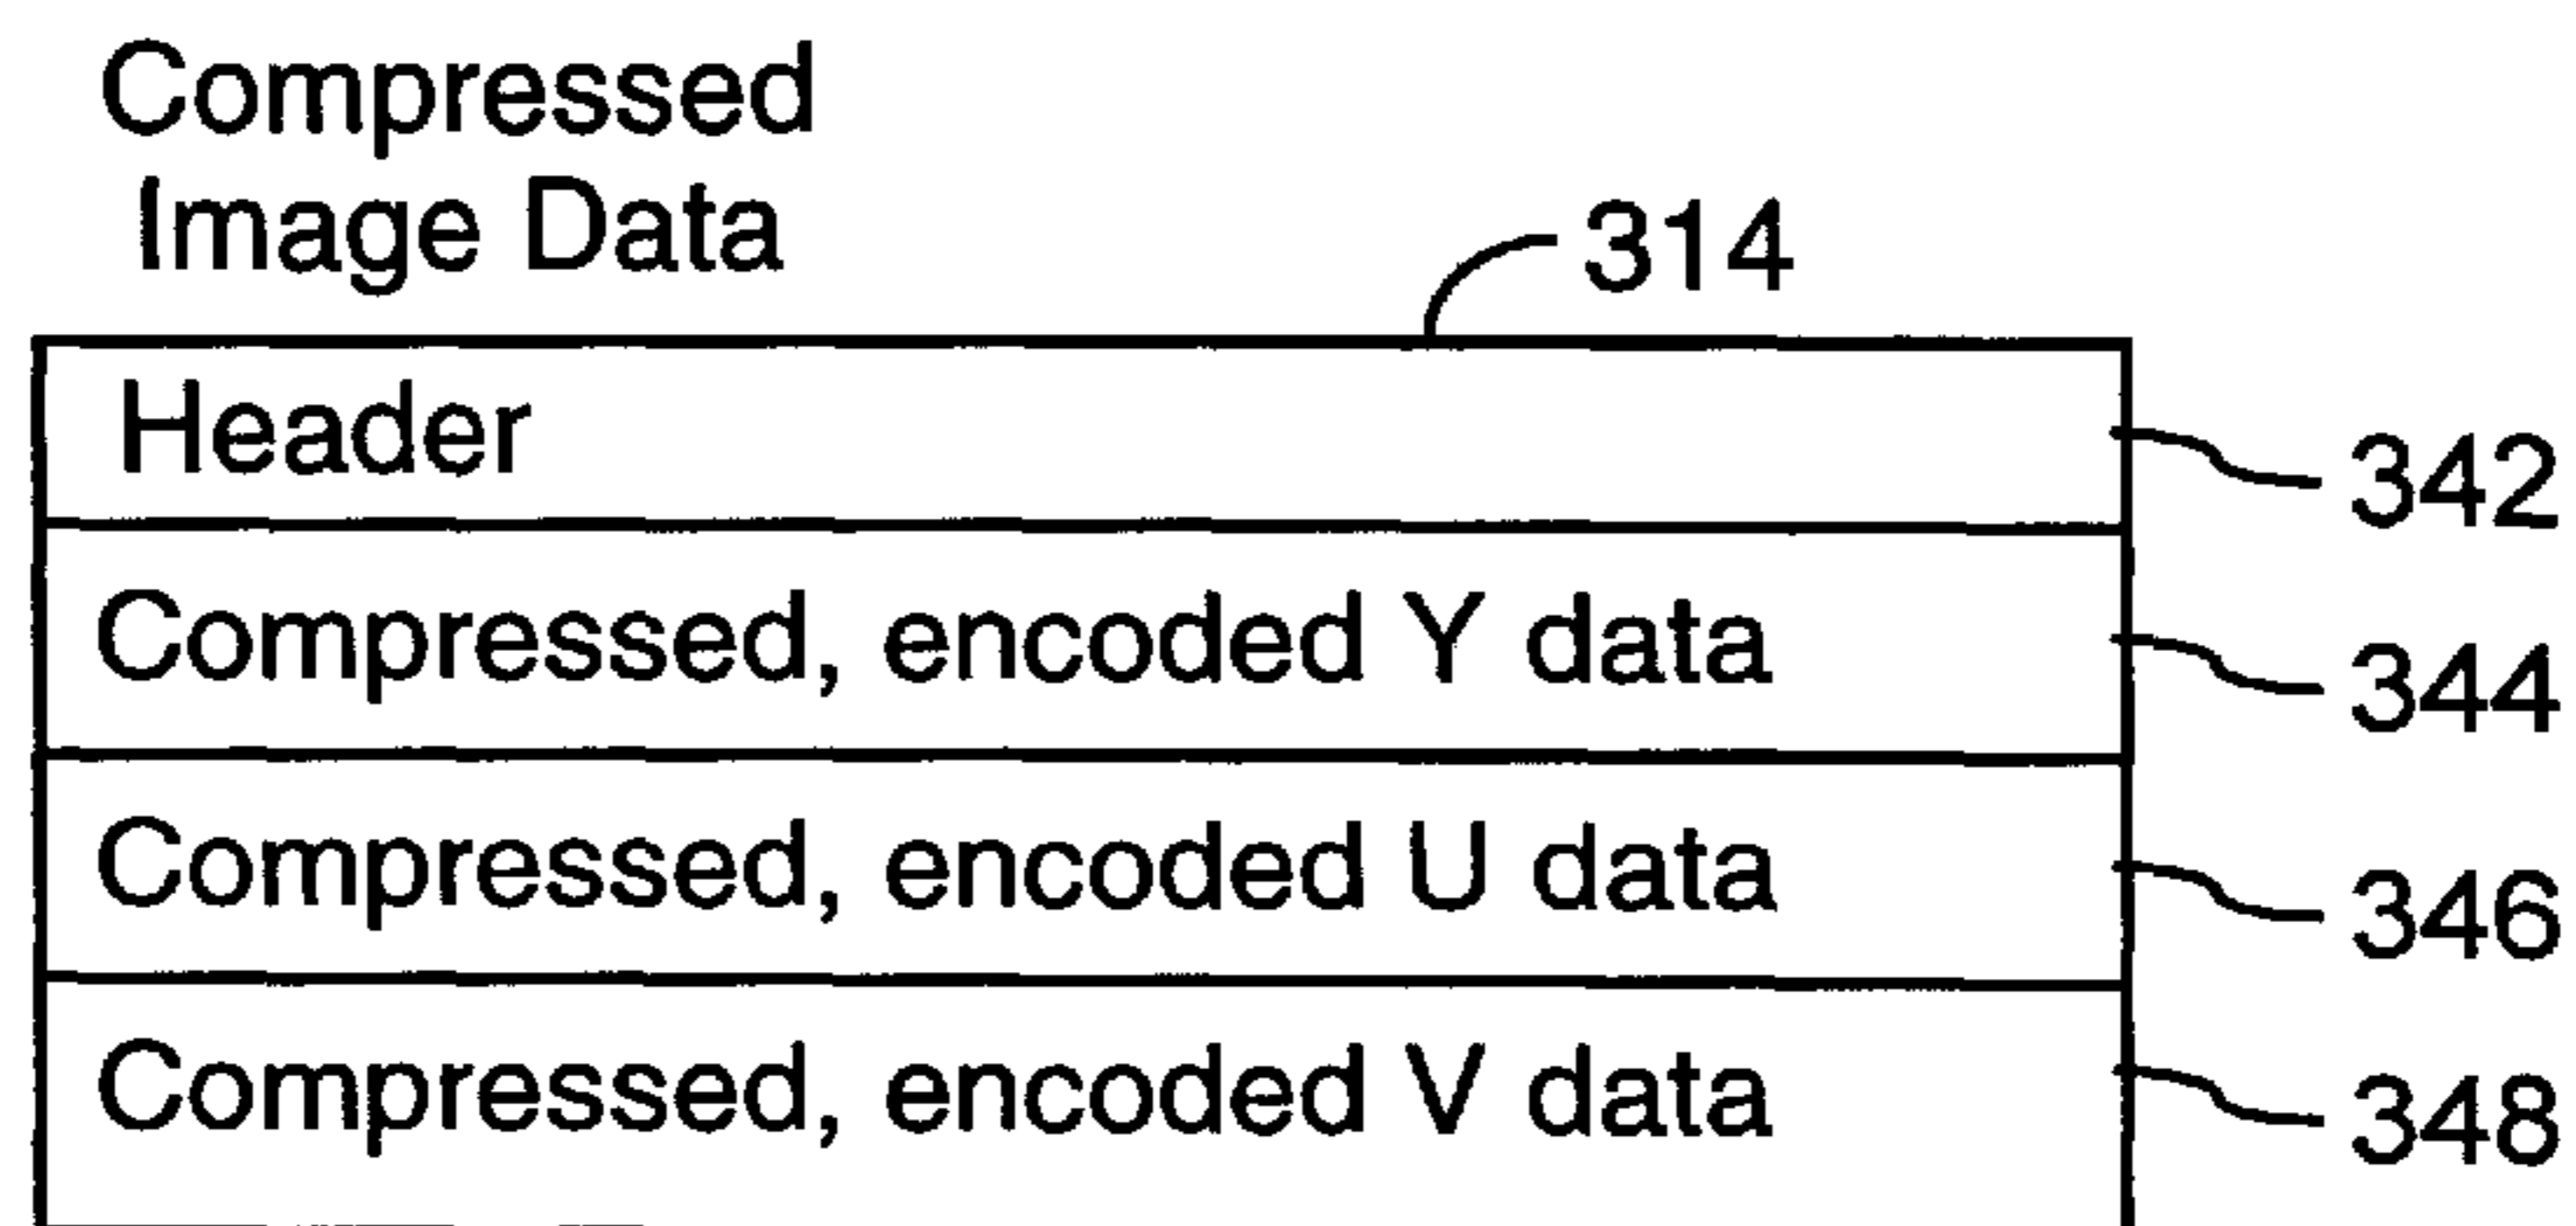 Compressed
Image Data
314
Header
342
Compressed, encoded Y data
344
Compressed, encoded U data
346
Compressed, encoded V data
348